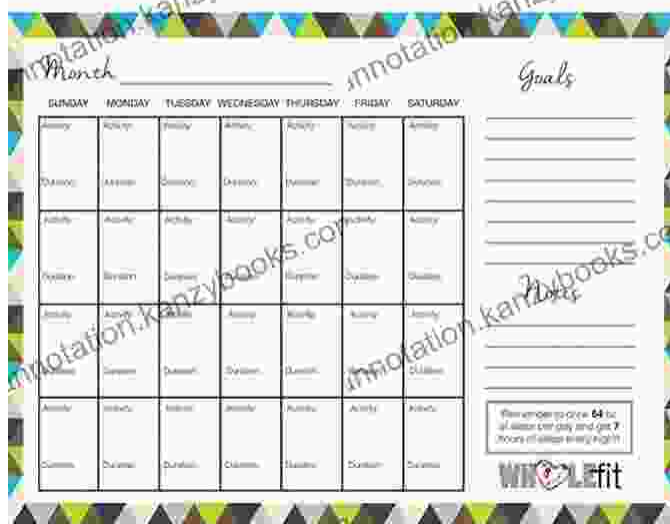 Month
Goals
SUNDAY MONDAY TUESDAY WEDNESDAY THURSDAY FRIDAY SATURDAY
Activity Activity Activity Activity Activity Activity Activity
Duration Duration Duration Duration Duration Duration Duration
Activity Activity Activity Activity Activity Activity Activity
Duration Duration Duration Duration Duration Duration Duration
Notes
Activity Activity Activity Activity Activity Activity Activity
Duration Duration Duration Duration Duration Duration Duration
Activity Activity Activity Activity Activity Activity Activity
Duration Duration Duration Duration Duration Duration Duration
Remember to drink 64 oz
of water per day and get 7
hours of sleep every night!
WHOLEfit
innotation.kanzybooks.com
innotation.kanzybooks.co